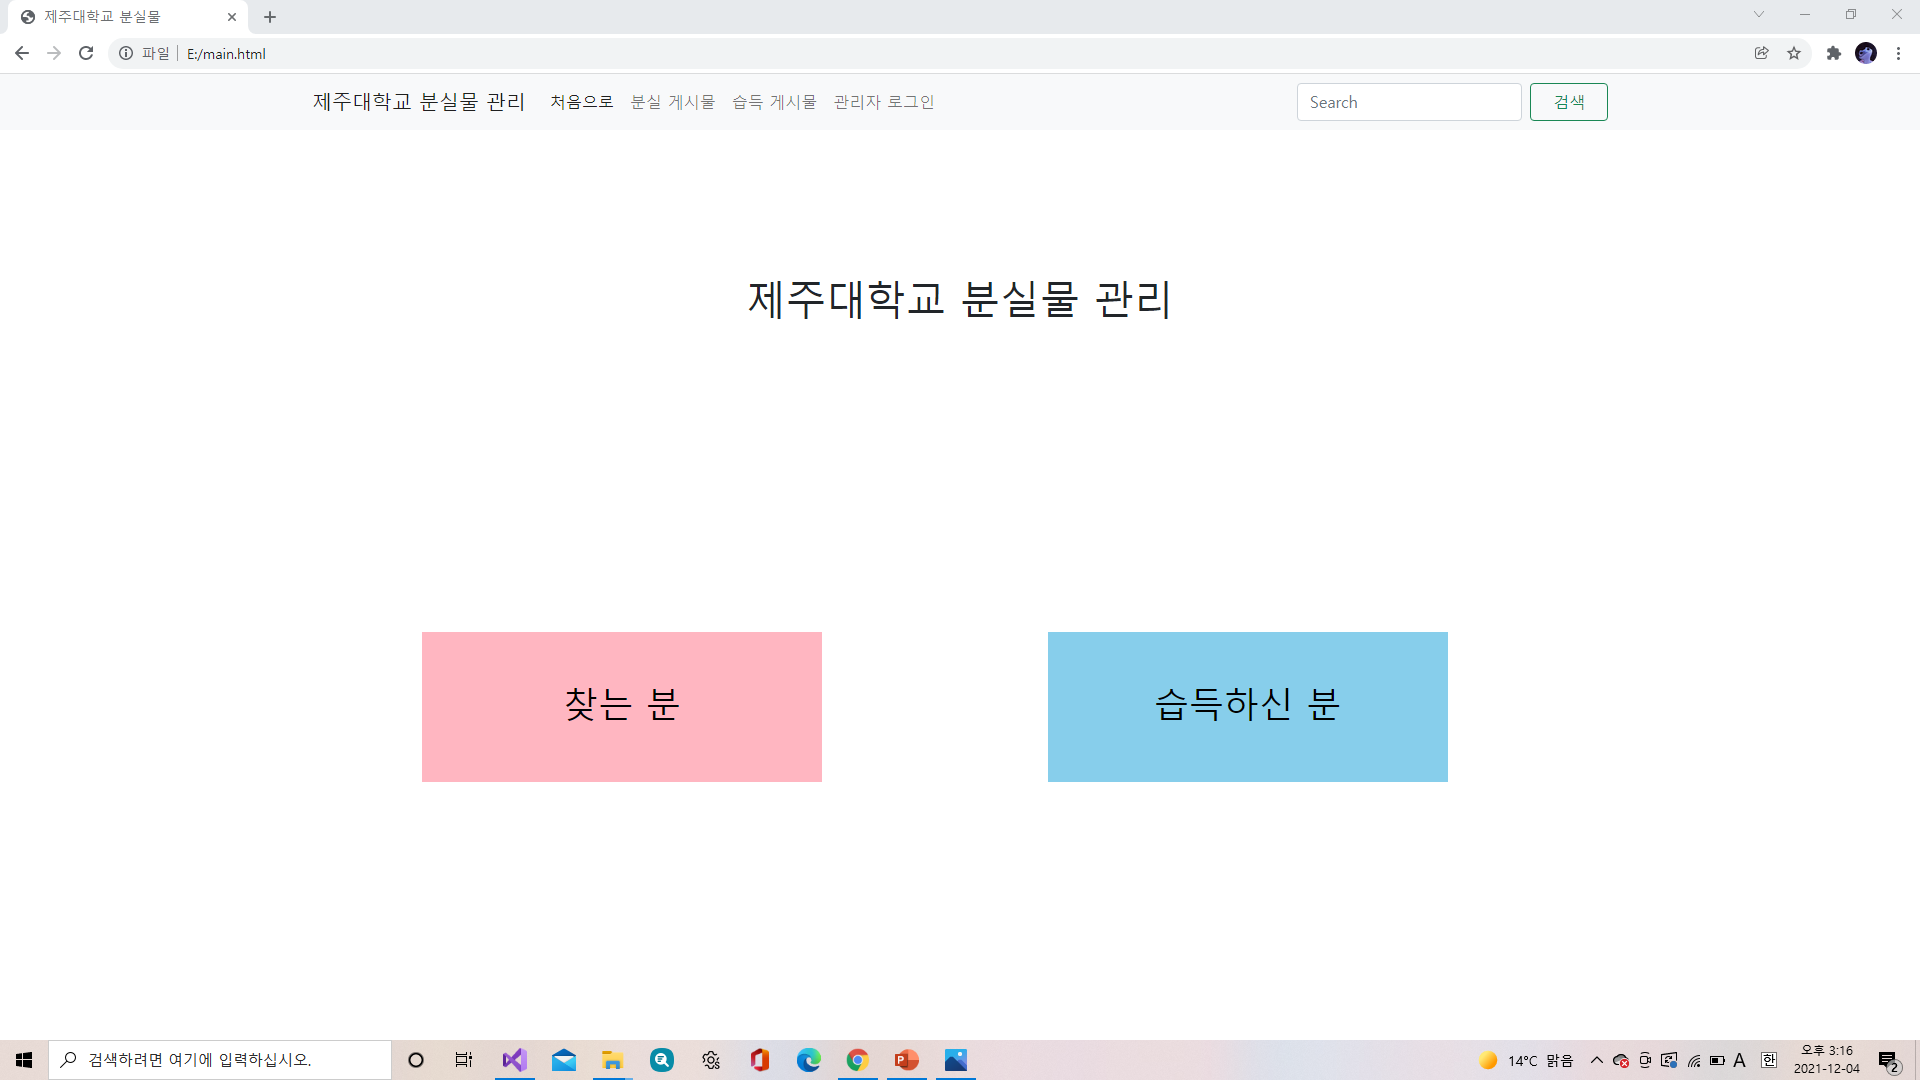 제주대학교 분실물
파일 E:/main.html
제주대학교 분실물 관리 처음으로 분실 게시물 습득 게시물 관리자 로그인 Search 검색
제주대학교 분실물 관리
찾는 분 습득하신 분
검색하려면 여기에 입력하십시오. 14°C 맑음 A 한 오후 3:16
2021-12-04 2